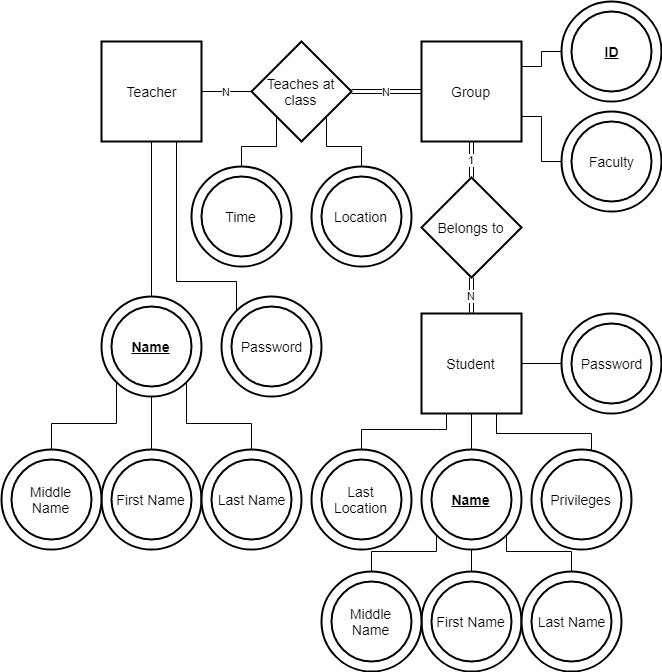 Teacher
N
Teaches at
class
N
Group
ID
Faculty
Time
Location
1
Belongs to
N
Name
Password
Student
Password
Middle
Name
First Name
Last Name
Last
Location
Name
Privileges
Middle
Name
First Name
Last Name